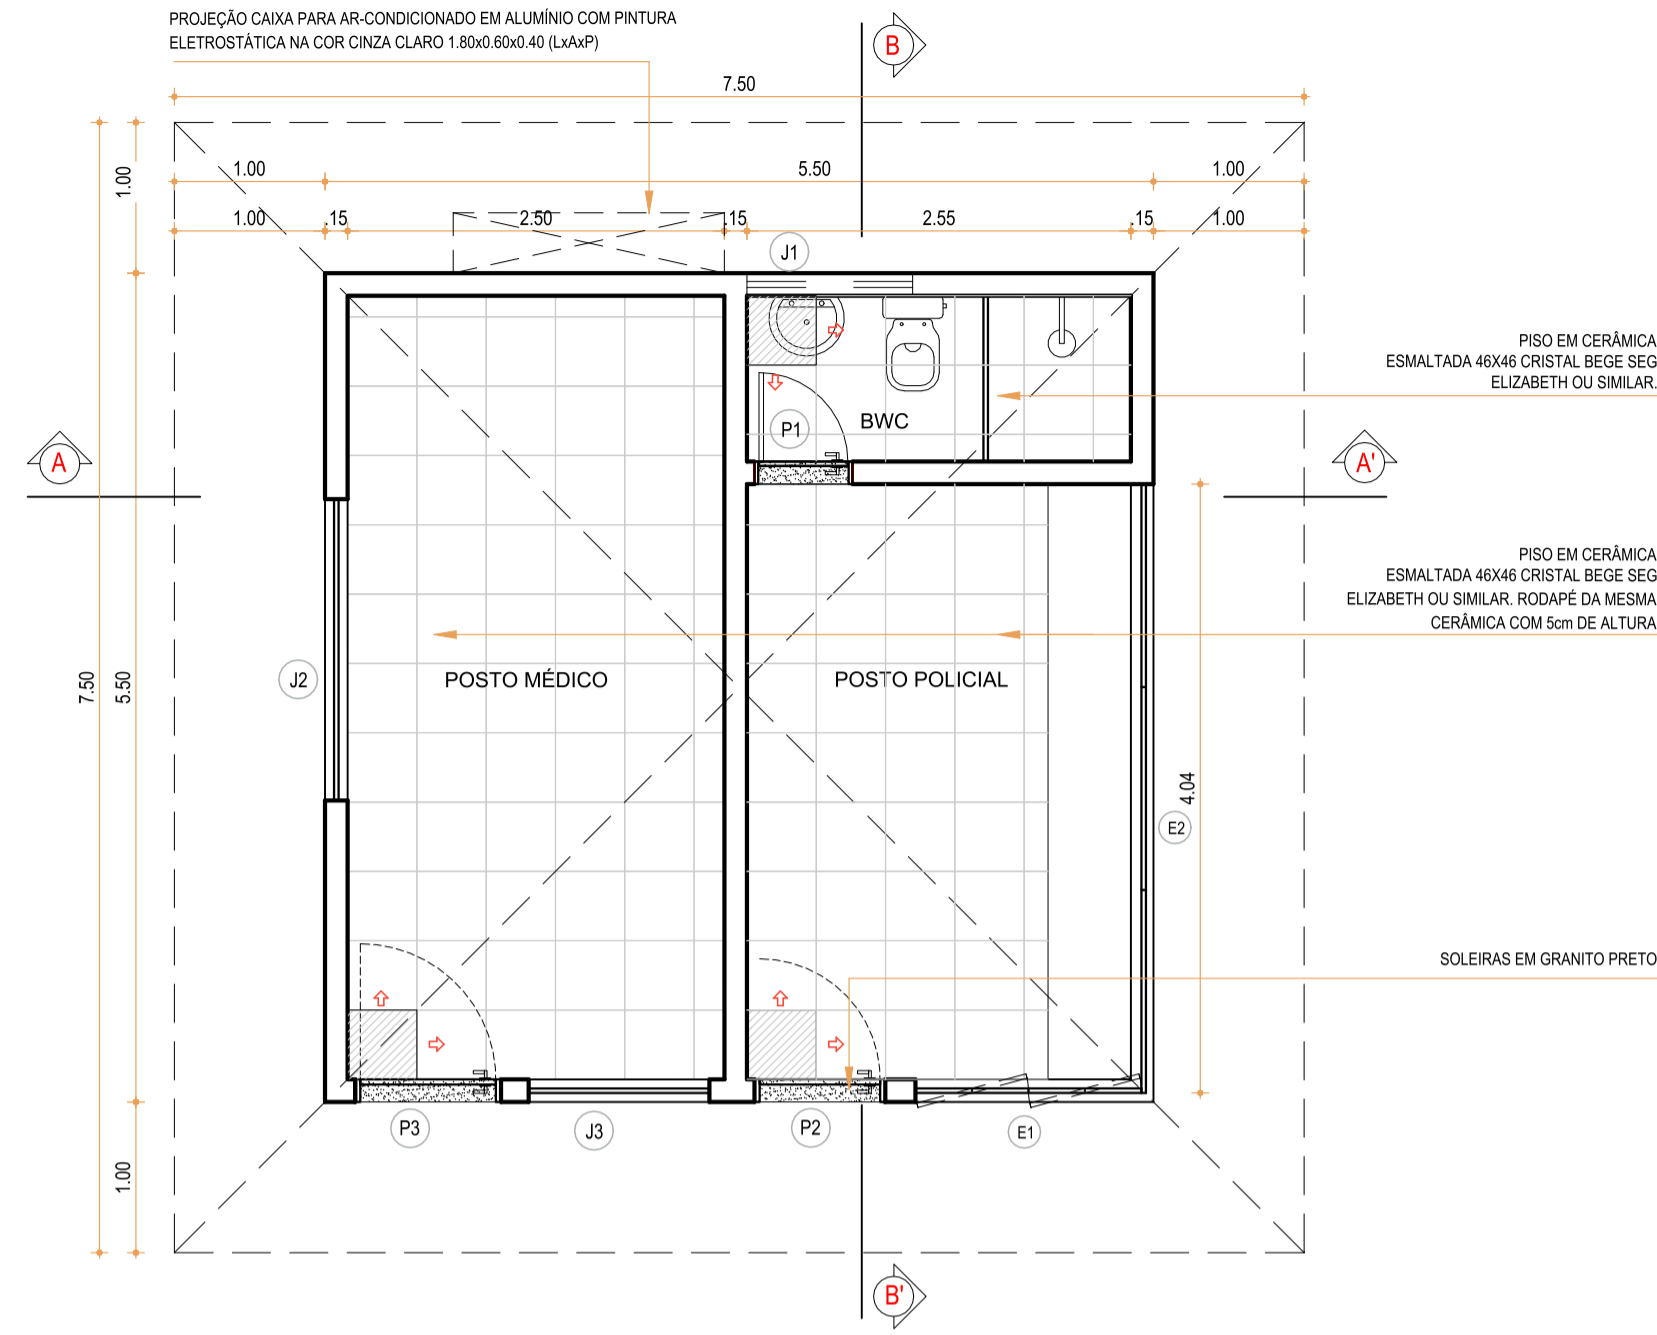 PROJEÇÃO CAIXA PARA AR-CONDICIONADO EM ALUMÍNIO COM PINTURA
ELETROSTÁTICA NA COR CINZA CLARO 1.80x0.60x0.40 (LxAxP)
B
7.50
1.00
1.00
5.50
1.00
1.00
.15
2.50
.15
2.55
.15
1.00
J1
PISO EM CERÂMICA
ESMALTADA 46X46 CRISTAL BEGE SEG
ELIZABETH OU SIMILAR.
P1
BWC
A
A'
PISO EM CERÂMICA
ESMALTADA 46X46 CRISTAL BEGE SEG
ELIZABETH OU SIMILAR. RODAPÉ DA MESMA
CERÂMICA COM 5cm DE ALTURA
7.50
5.50
J2
POSTO MÉDICO
POSTO POLICIAL
4.04
E2
SOLEIRAS EM GRANITO PRETO
P3
J3
P2
E1
1.00
B'